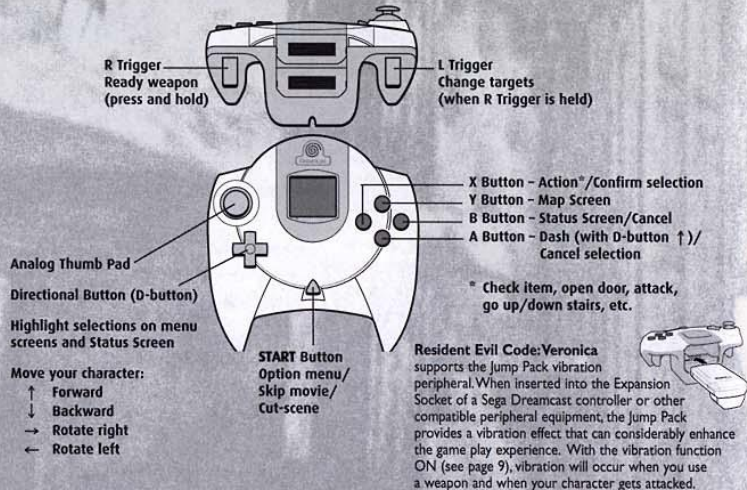 R Trigger
Ready weapon
(press and hold)
L Trigger
Change targets
(when R Trigger is held)
X Button – Action*/Confirm selection
Y Button – Map Screen
B Button – Status Screen/Cancel
A Button – Dash (with D-button ↑)/
Cancel selection
* Check item, open door, attack,
go up/down stairs, etc.
Analog Thumb Pad
Directional Button (D-button)
Highlight selections on menu
screens and Status Screen
Move your character:
↑ Forward
↓ Backward
→ Rotate right
← Rotate left
START Button
Option menu/
Skip movie/
Cut-scene
Resident Evil Code: Veronica
supports the Jump Pack vibration
peripheral. When inserted into the Expansion
Socket of a Sega Dreamcast controller or other
compatible peripheral equipment, the Jump Pack
provides a vibration effect that can considerably enhance
the game play experience. With the vibration function
ON (see page 9), vibration will occur when you use
a weapon and when your character gets attacked.